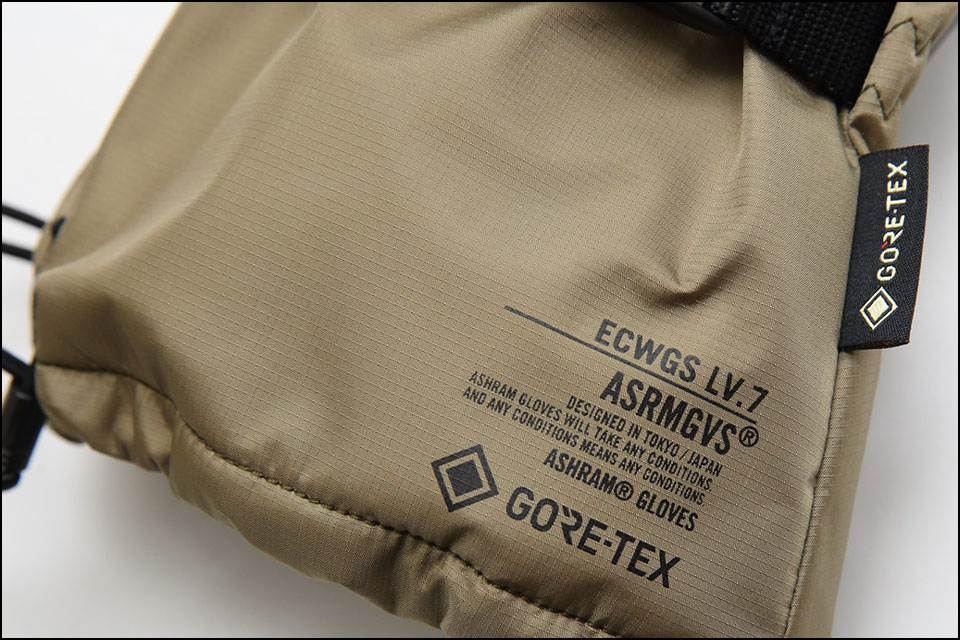 ECWGS LV.7
ASRMGVS®
DESIGNED IN TOKYO / JAPAN
ASHRAM GLOVES WILL TAKE ANY CONDITIONS
AND ANY CONDITIONS MEANS ANY CONDITIONS.
ASHRAM® GLOVES
GORE-TEX
GORE-TEX